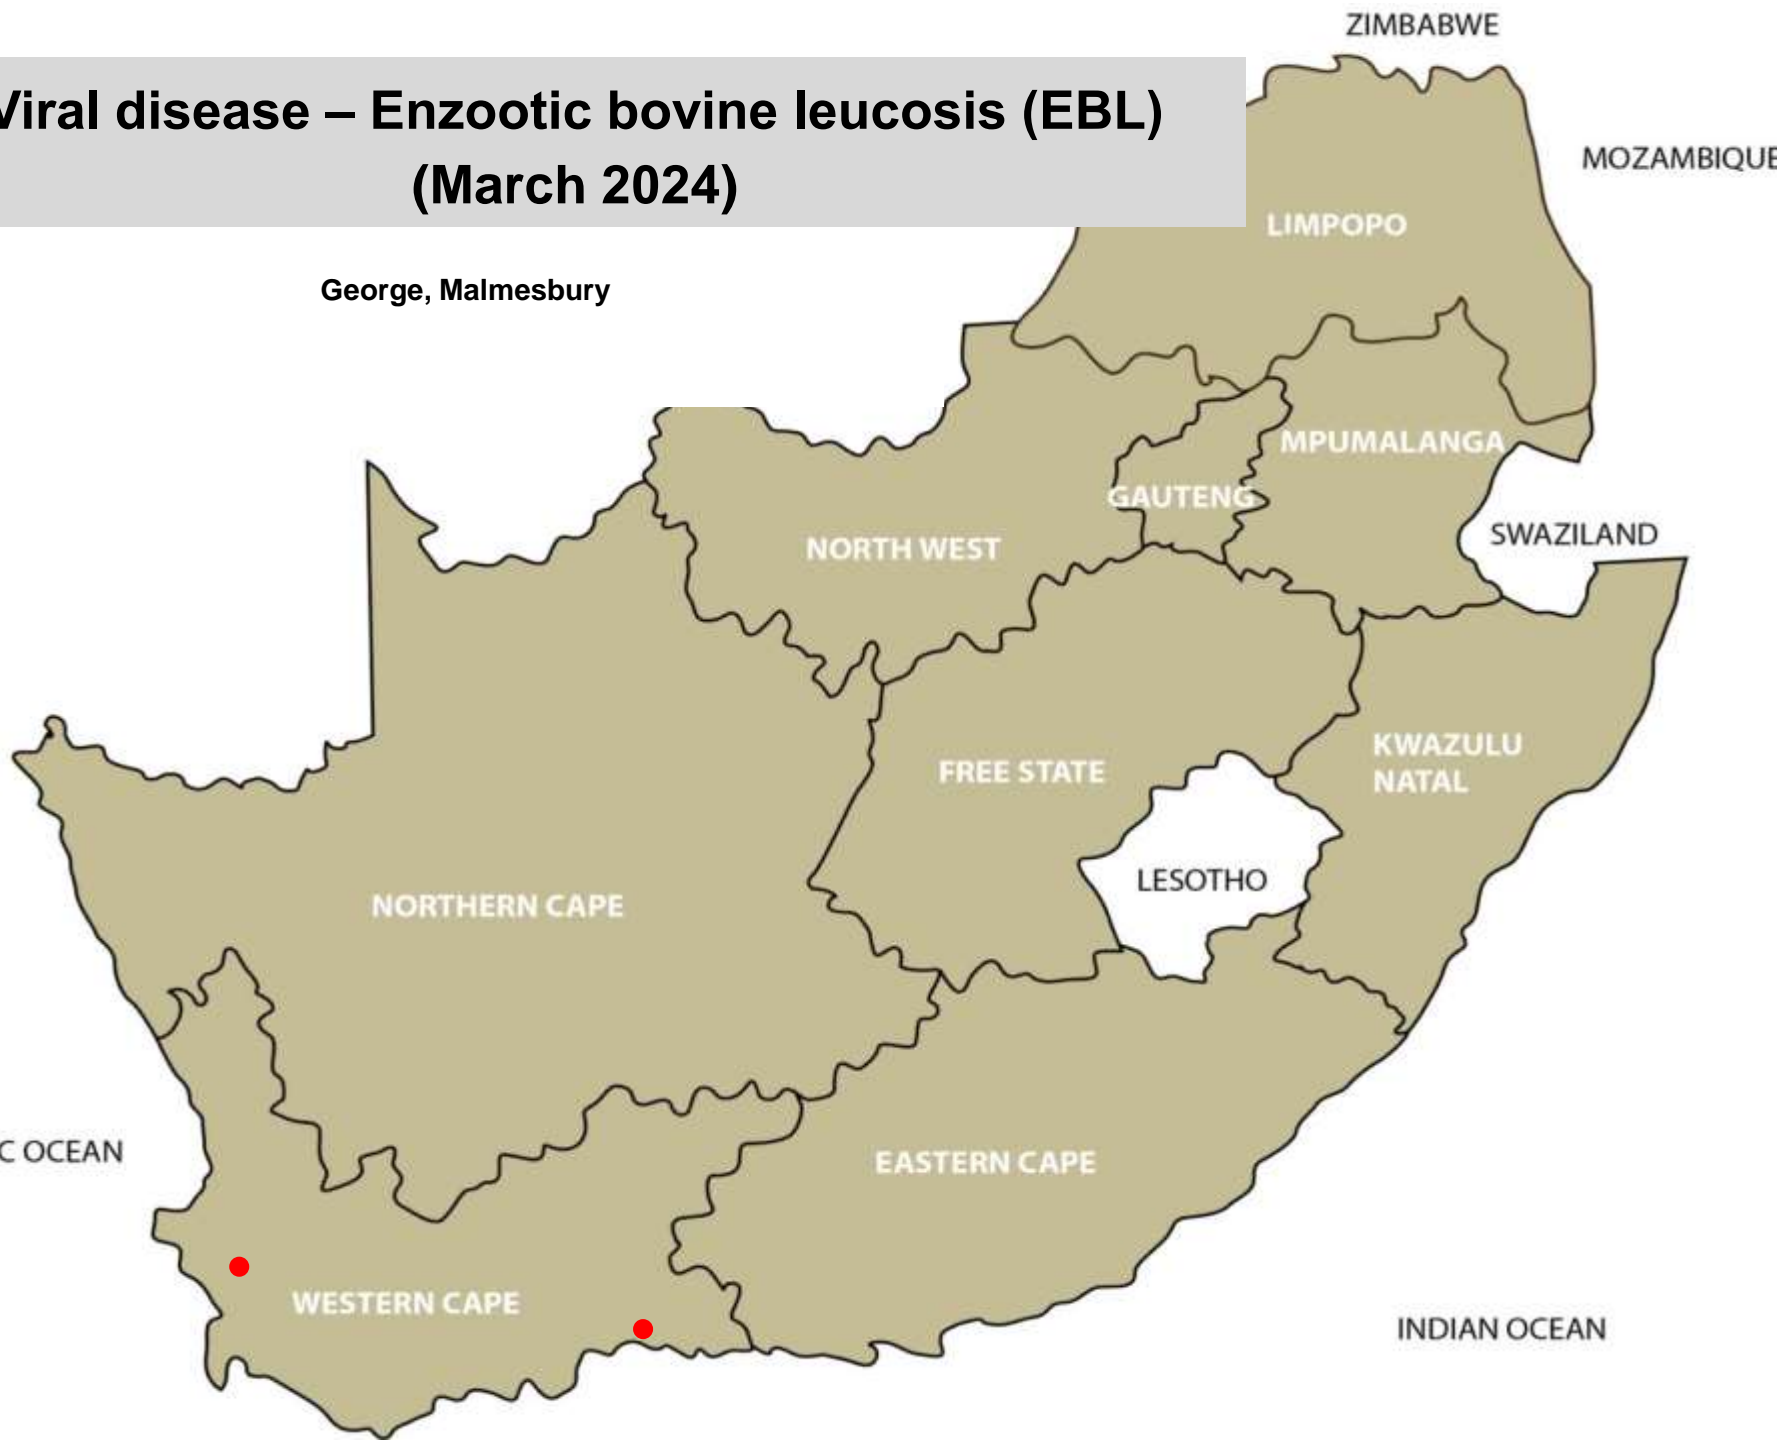 ZIMBABWE
Viral disease – Enzootic bovine leucosis (EBL)
(March 2024)
MOZAMBIQUE
LIMPOPO
George, Malmesbury
MPUMALANGA
GAUTENG
SWAZILAND
NORTH WEST
KWAZULU
NATAL
FREE STATE
LESOTHO
NORTHERN CAPE
C OCEAN
EASTERN CAPE
WESTERN CAPE
INDIAN OCEAN